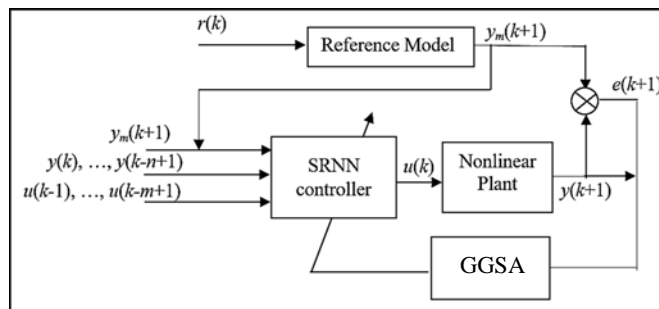 r(k)
Reference Model
yₘ(k+1)
e(k+1)
yₘ(k+1)
y(k), …, y(k-n+1)
u(k-1), …, u(k-m+1)
SRNN
controller
u(k)
Nonlinear
Plant
y(k+1)
GGSA